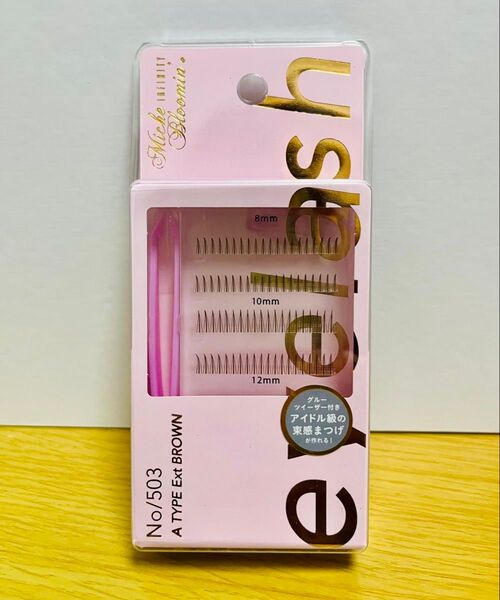 Miche INFINITY
Bloomin'
eyelash
8mm
10mm
12mm
グルー
ツイーザー付き
アイドル級の
束感まつげ
が作れる!
No/503
A TYPE Ext BROWN